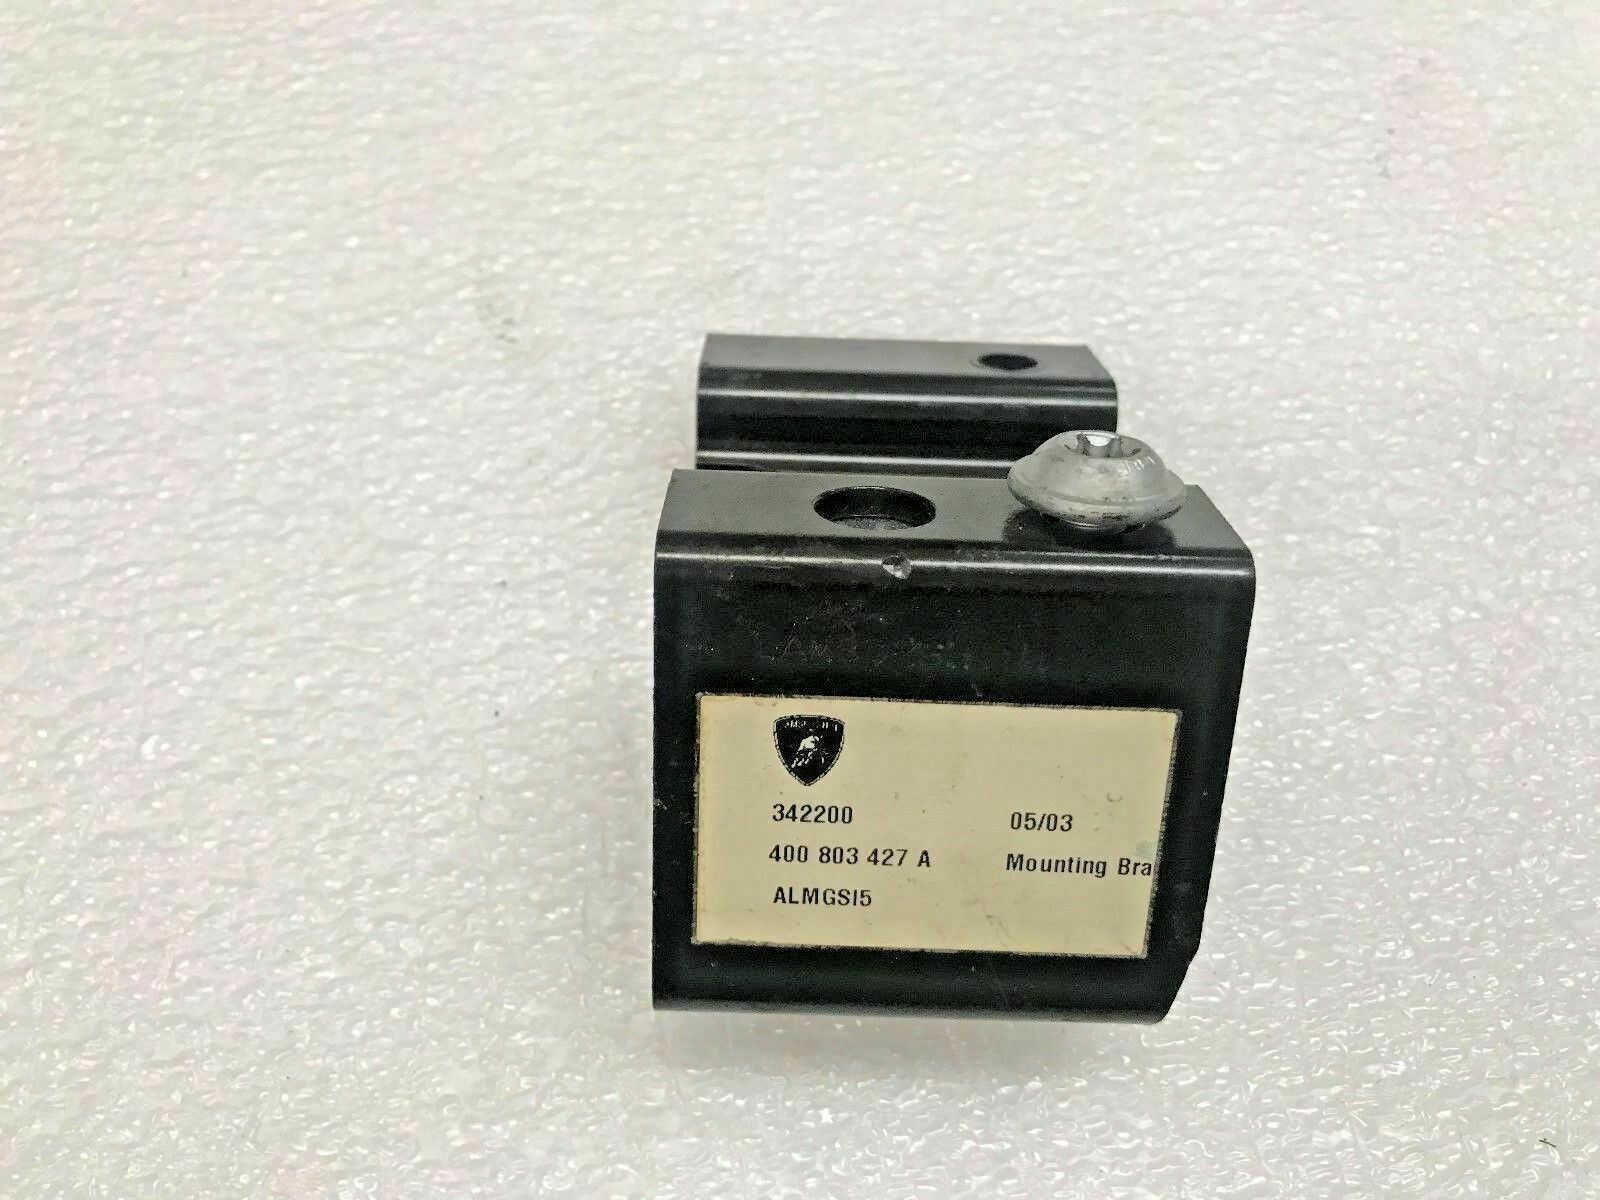 342200 05/03
400 803 427 A Mounting Bra
ALMGSI5